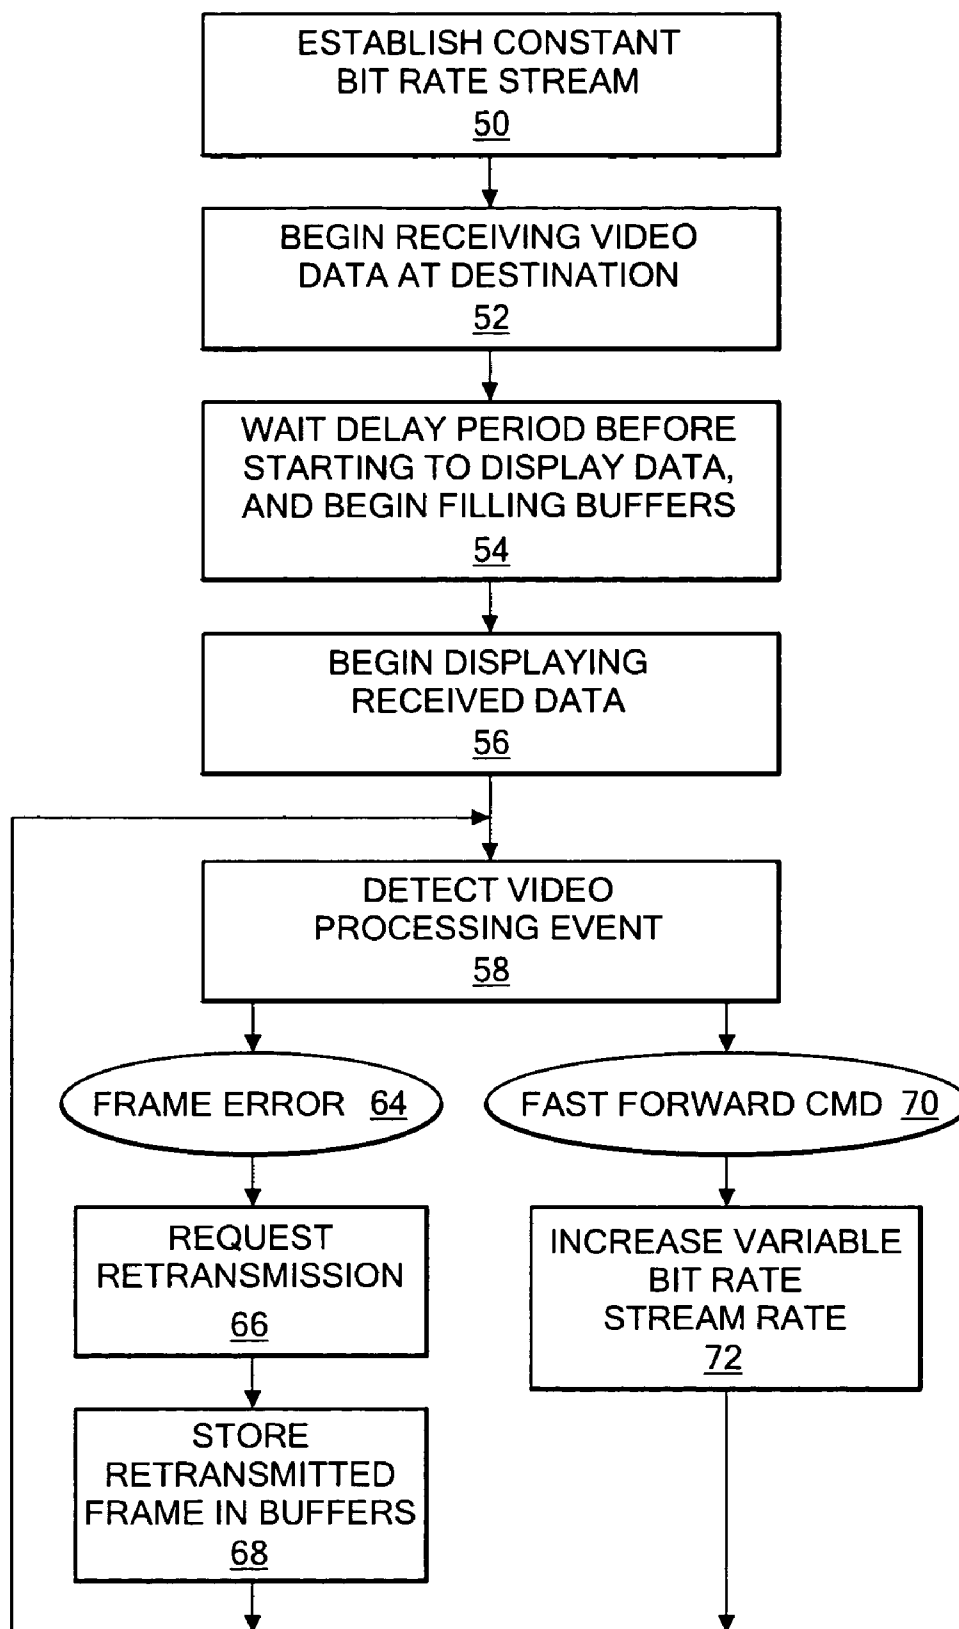 ESTABLISH CONSTANT
BIT RATE STREAM
50
BEGIN RECEIVING VIDEO
DATA AT DESTINATION
52
WAIT DELAY PERIOD BEFORE
STARTING TO DISPLAY DATA,
AND BEGIN FILLING BUFFERS
54
BEGIN DISPLAYING
RECEIVED DATA
56
DETECT VIDEO
PROCESSING EVENT
58
FRAME ERROR 64
FAST FORWARD CMD 70
REQUEST
RETRANSMISSION
66
INCREASE VARIABLE
BIT RATE
STREAM RATE
72
STORE
RETRANSMITTED
FRAME IN BUFFERS
68